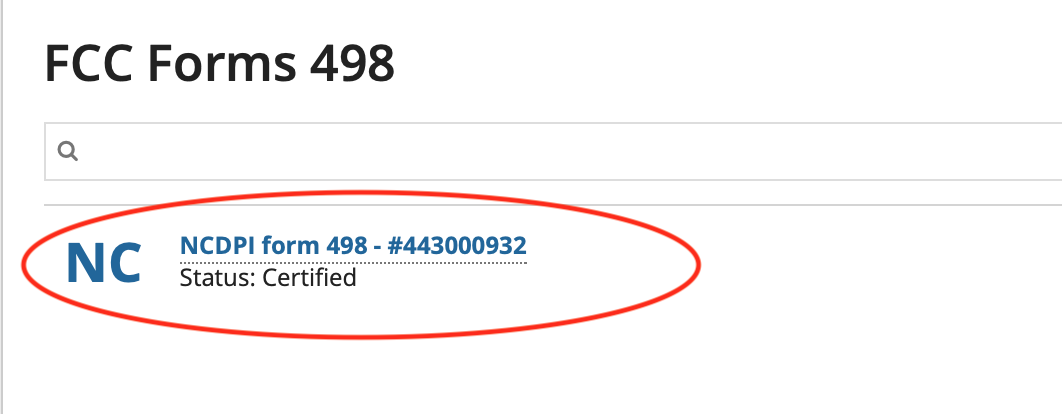 FCC Forms 498
NC
NCDPI form 498 - #443000932
Status: Certified